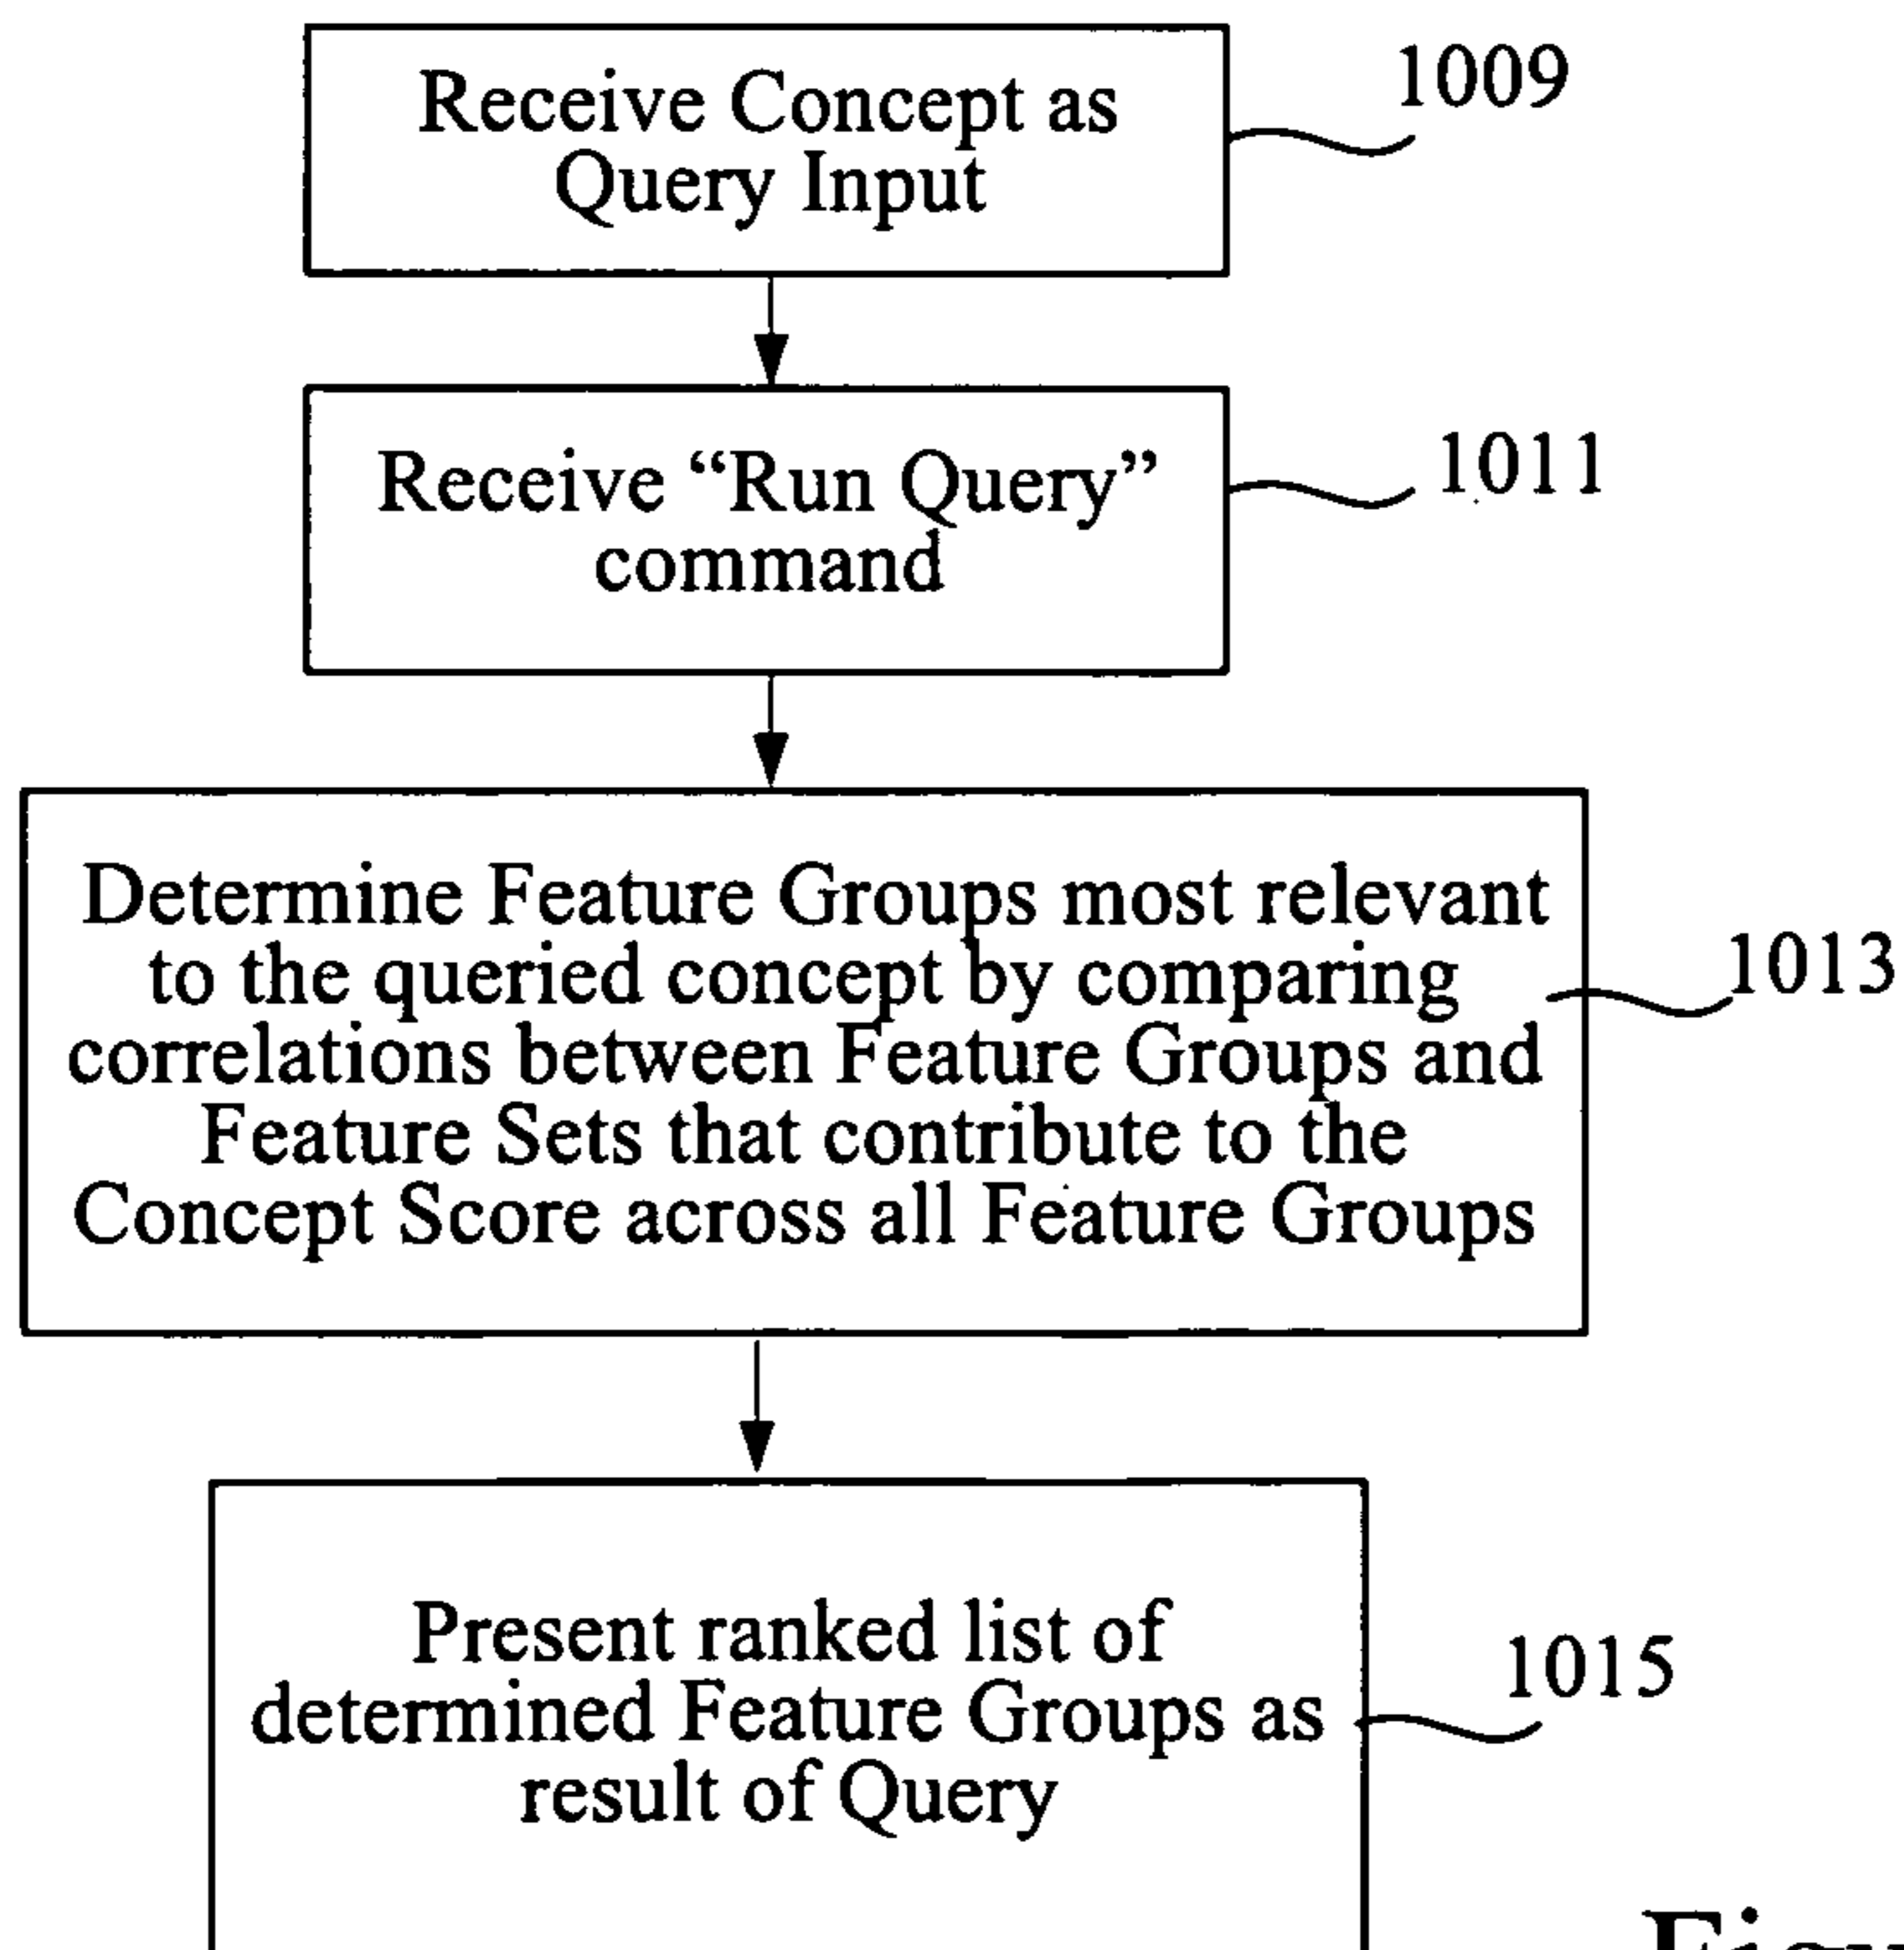 Receive Concept as
Query Input
1009
Receive “Run Query”
command
1011
Determine Feature Groups most relevant
to the queried concept by comparing
correlations between Feature Groups and
Feature Sets that contribute to the
Concept Score across all Feature Groups
1013
Present ranked list of
determined Feature Groups as
result of Query
1015